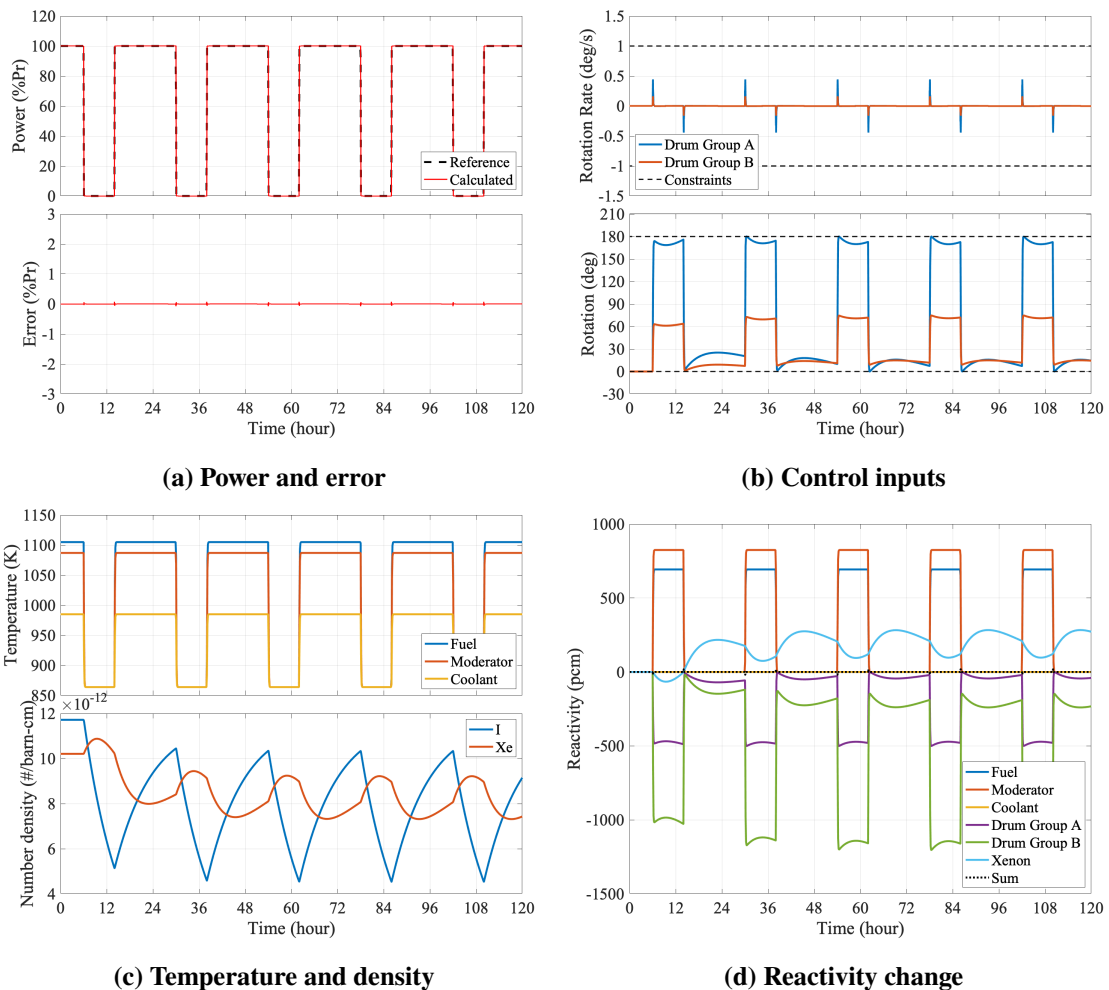 120
100
80
60
40
20
0
Power (%Pr)
Reference
Calculated
3
2
1
0
-1
-2
-3
Error (%Pr)
0 12 24 36 48 60 72 84 96 108 120
Time (hour)
(a) Power and error
1.5
1
0.5
0
-0.5
-1
-1.5
Rotation Rate (deg/s)
Drum Group A
Drum Group B
Constraints
210
180
150
120
90
60
30
0
-30
Rotation (deg)
0 12 24 36 48 60 72 84 96 108 120
Time (hour)
(b) Control inputs
1150
1100
1050
1000
950
900
850
Temperature (K)
Fuel
Moderator
Coolant
×10⁻¹²
12
10
8
6
4
Number density (#/barn-cm)
I
Xe
0 12 24 36 48 60 72 84 96 108 120
Time (hour)
(c) Temperature and density
1000
500
0
-500
-1000
-1500
Reactivity (pcm)
Fuel
Moderator
Coolant
Drum Group A
Drum Group B
Xenon
Sum
0 12 24 36 48 60 72 84 96 108 120
Time (hour)
(d) Reactivity change